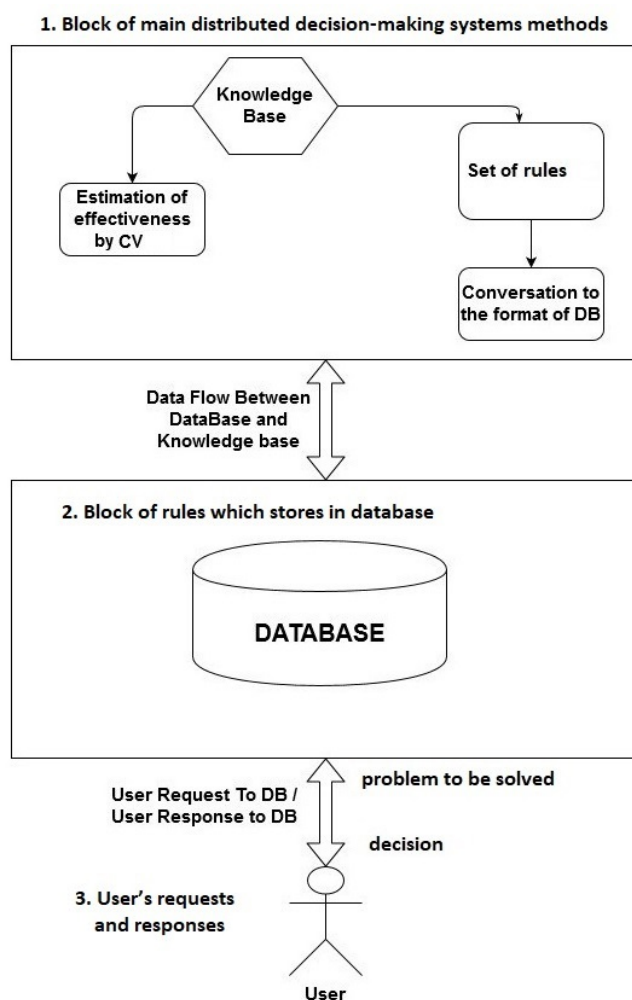 1. Block of main distributed decision-making systems methods
Knowledge
Base
Estimation of
effectiveness
by CV
Set of rules
Conversation to
the format of DB
Data Flow Between
DataBase and
Knowledge base
2. Block of rules which stores in database
DATABASE
User Request To DB /
User Response to DB
problem to be solved
decision
3. User's requests
and responses
User